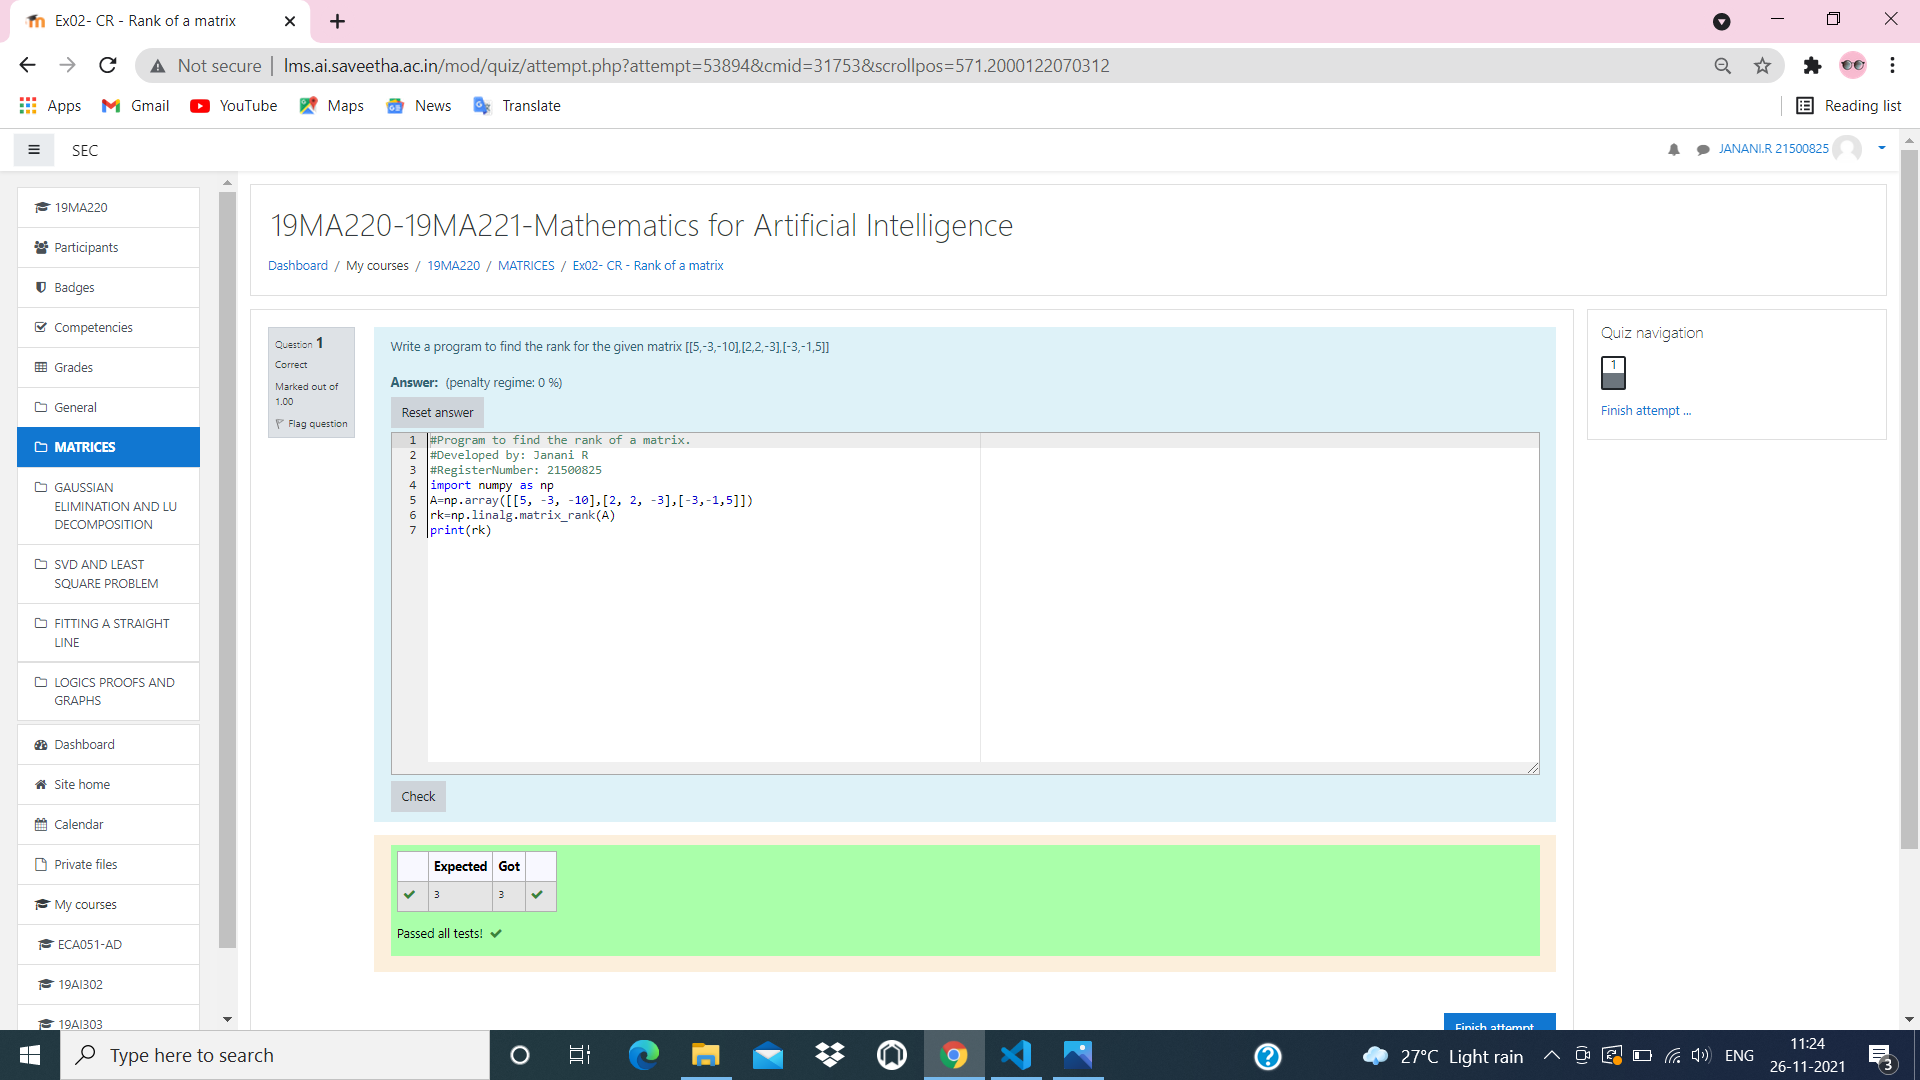 Ex02- CR - Rank of a matrix
Not secure | lms.ai.saveetha.ac.in/mod/quiz/attempt.php?attempt=53894&cmid=31753&scrollpos=571.2000122070312
Apps Gmail YouTube Maps News Translate Reading list
SEC
JANANI.R 21500825
19MA220
Participants
Badges
Competencies
Grades
General
MATRICES
GAUSSIAN
ELIMINATION AND LU
DECOMPOSITION
SVD AND LEAST
SQUARE PROBLEM
FITTING A STRAIGHT
LINE
LOGICS PROOFS AND
GRAPHS
Dashboard
Site home
Calendar
Private files
My courses
ECA051-AD
19AI302
19AI303
19MA220-19MA221-Mathematics for Artificial Intelligence
Dashboard / My courses / 19MA220 / MATRICES / Ex02- CR - Rank of a matrix
Question 1
Correct
Marked out of
1.00
Flag question
Write a program to find the rank for the given matrix [[5,-3,-10],[2,2,-3],[-3,-1,5]]
Answer: (penalty regime: 0 %)
Reset answer
1 #Program to find the rank of a matrix.
2 #Developed by: Janani R
3 #RegisterNumber: 21500825
4 import numpy as np
5 A=np.array([[5, -3, -10],[2, 2, -3],[-3,-1,5]])
6 rk=np.linalg.matrix_rank(A)
7 print(rk)
Check
Expected Got
3 3
Passed all tests!
Finish attempt ...
Quiz navigation
1
Finish attempt ...
Type here to search
27°C Light rain
ENG
11:24
26-11-2021
3